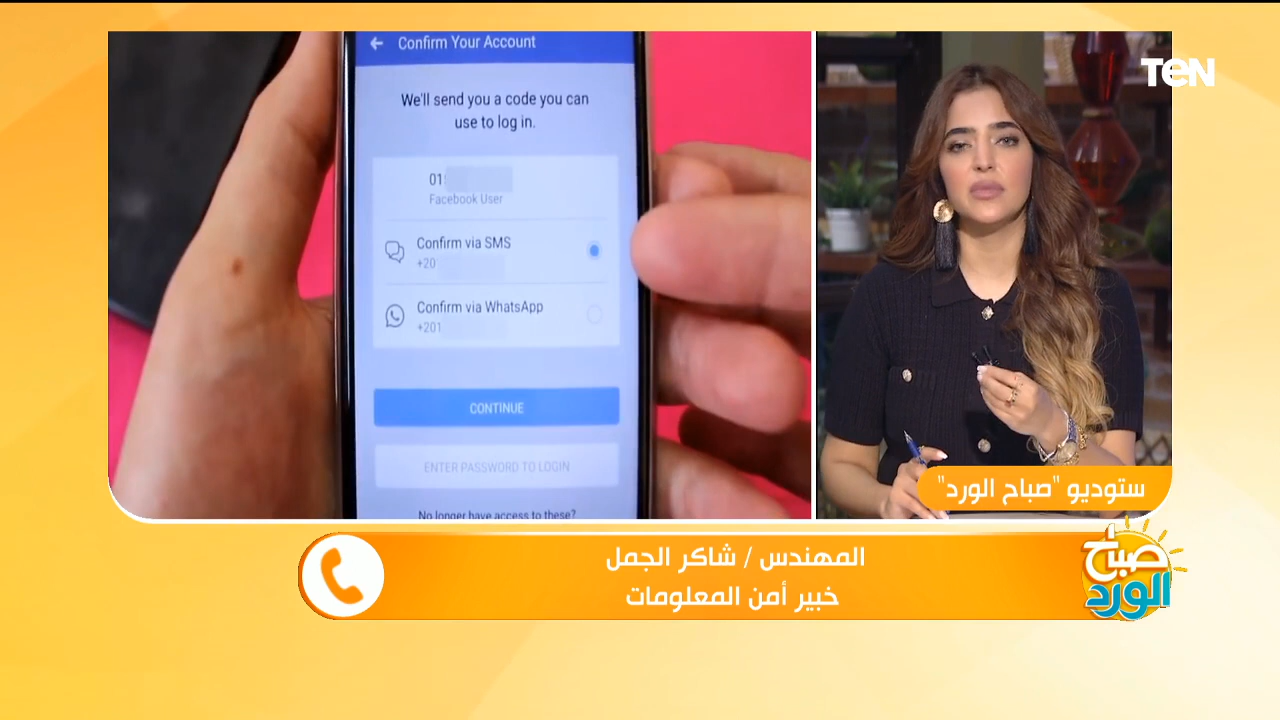 Confirm Your Account
We'll send you a code you can
use to log in.
01
Facebook User
Confirm via SMS
+20
Confirm via WhatsApp
+201
CONTINUE
ENTER PASSWORD TO LOGIN
No longer have access to these?
TEN
ستوديو "صباح الورد"
المهندس / شاكر الجمل
خبير أمن المعلومات
صباح
الورد